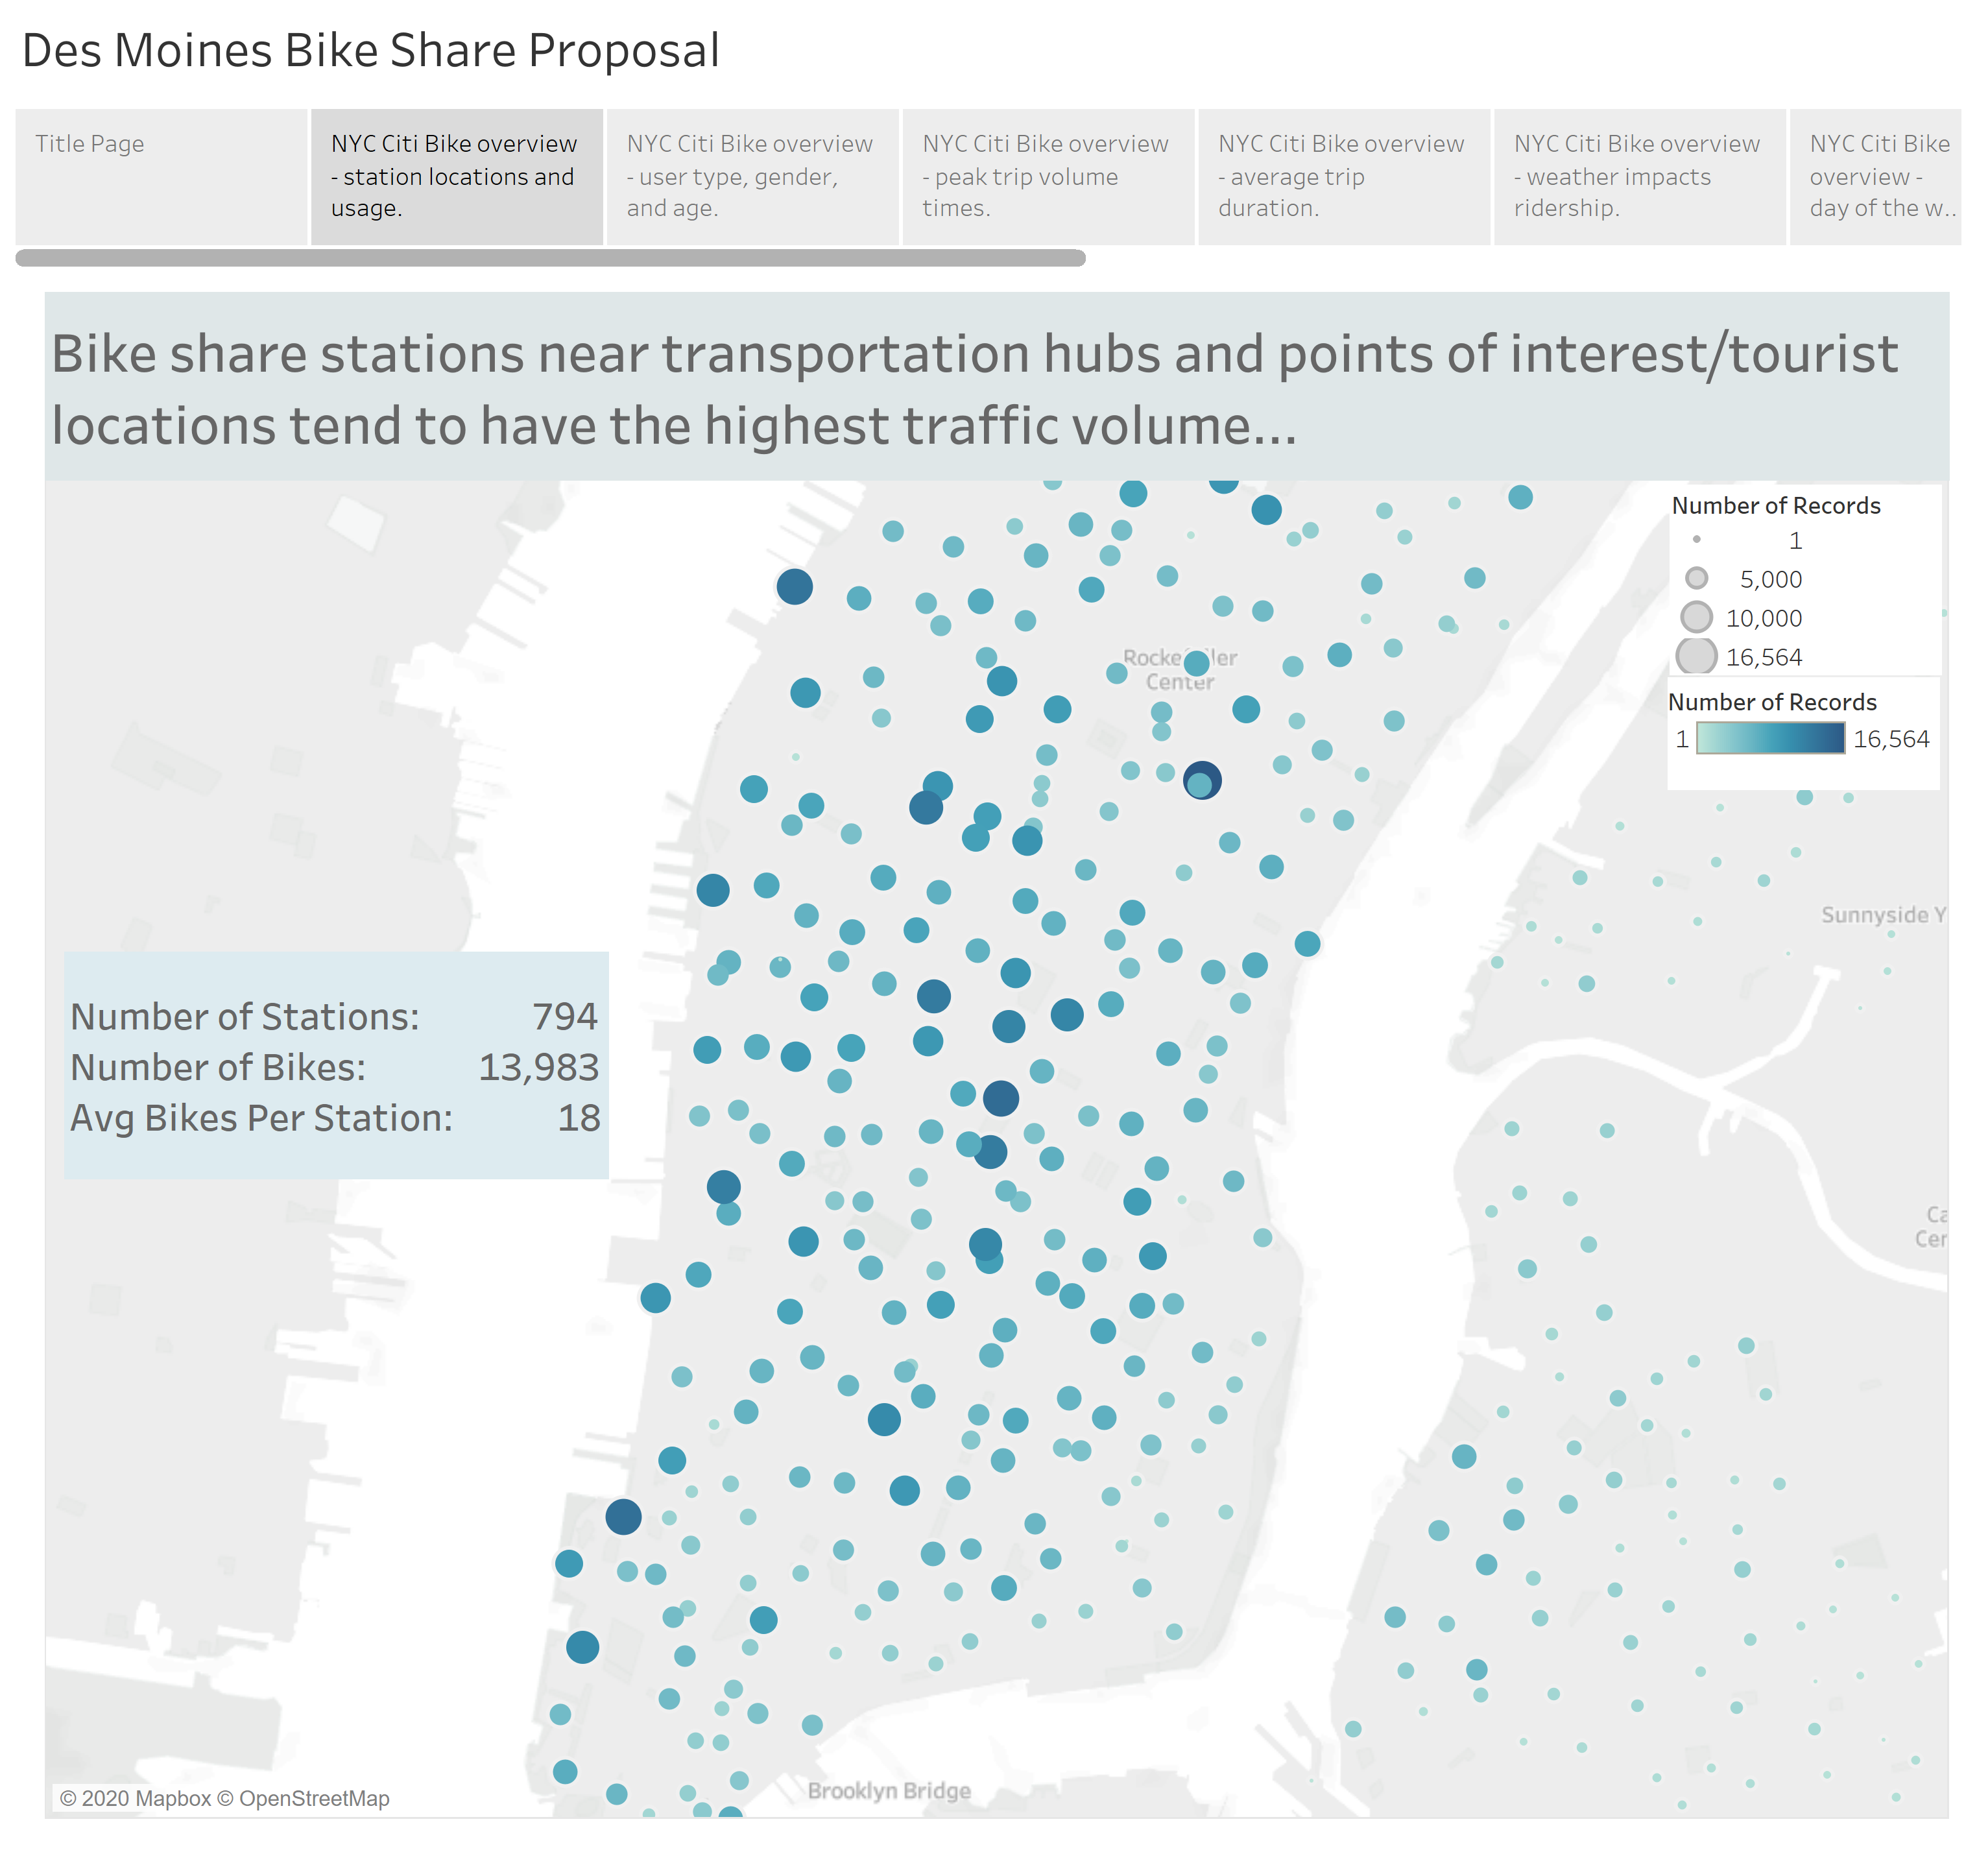 Des Moines Bike Share Proposal
Title Page
NYC Citi Bike overview
- station locations and
usage.
NYC Citi Bike overview
- user type, gender,
and age.
NYC Citi Bike overview
- peak trip volume
times.
NYC Citi Bike overview
- average trip
duration.
NYC Citi Bike overview
- weather impacts
ridership.
NYC Citi Bike
overview -
day of the w..
Bike share stations near transportation hubs and points of interest/tourist
locations tend to have the highest traffic volume...
Number of Records
1
5,000
10,000
16,564
Number of Records
1 16,564
Center
Sunnyside Y
Number of Stations: 794
Number of Bikes: 13,983
Avg Bikes Per Station: 18
Ca
Cer
Brooklyn Bridge
© 2020 Mapbox © OpenStreetMap